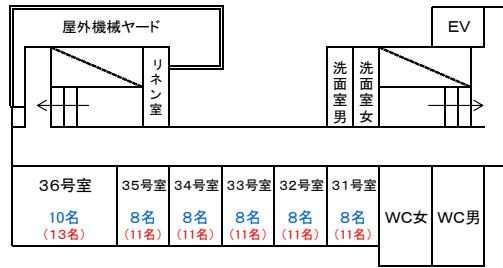 屋外機械ヤード
EV
リネン室
洗面室男
洗面室女
36号室 35号室 34号室 33号室 32号室 31号室
10名 8名 8名 8名 8名 8名
(13名) (11名) (11名) (11名) (11名) (11名)
WC女 WC男